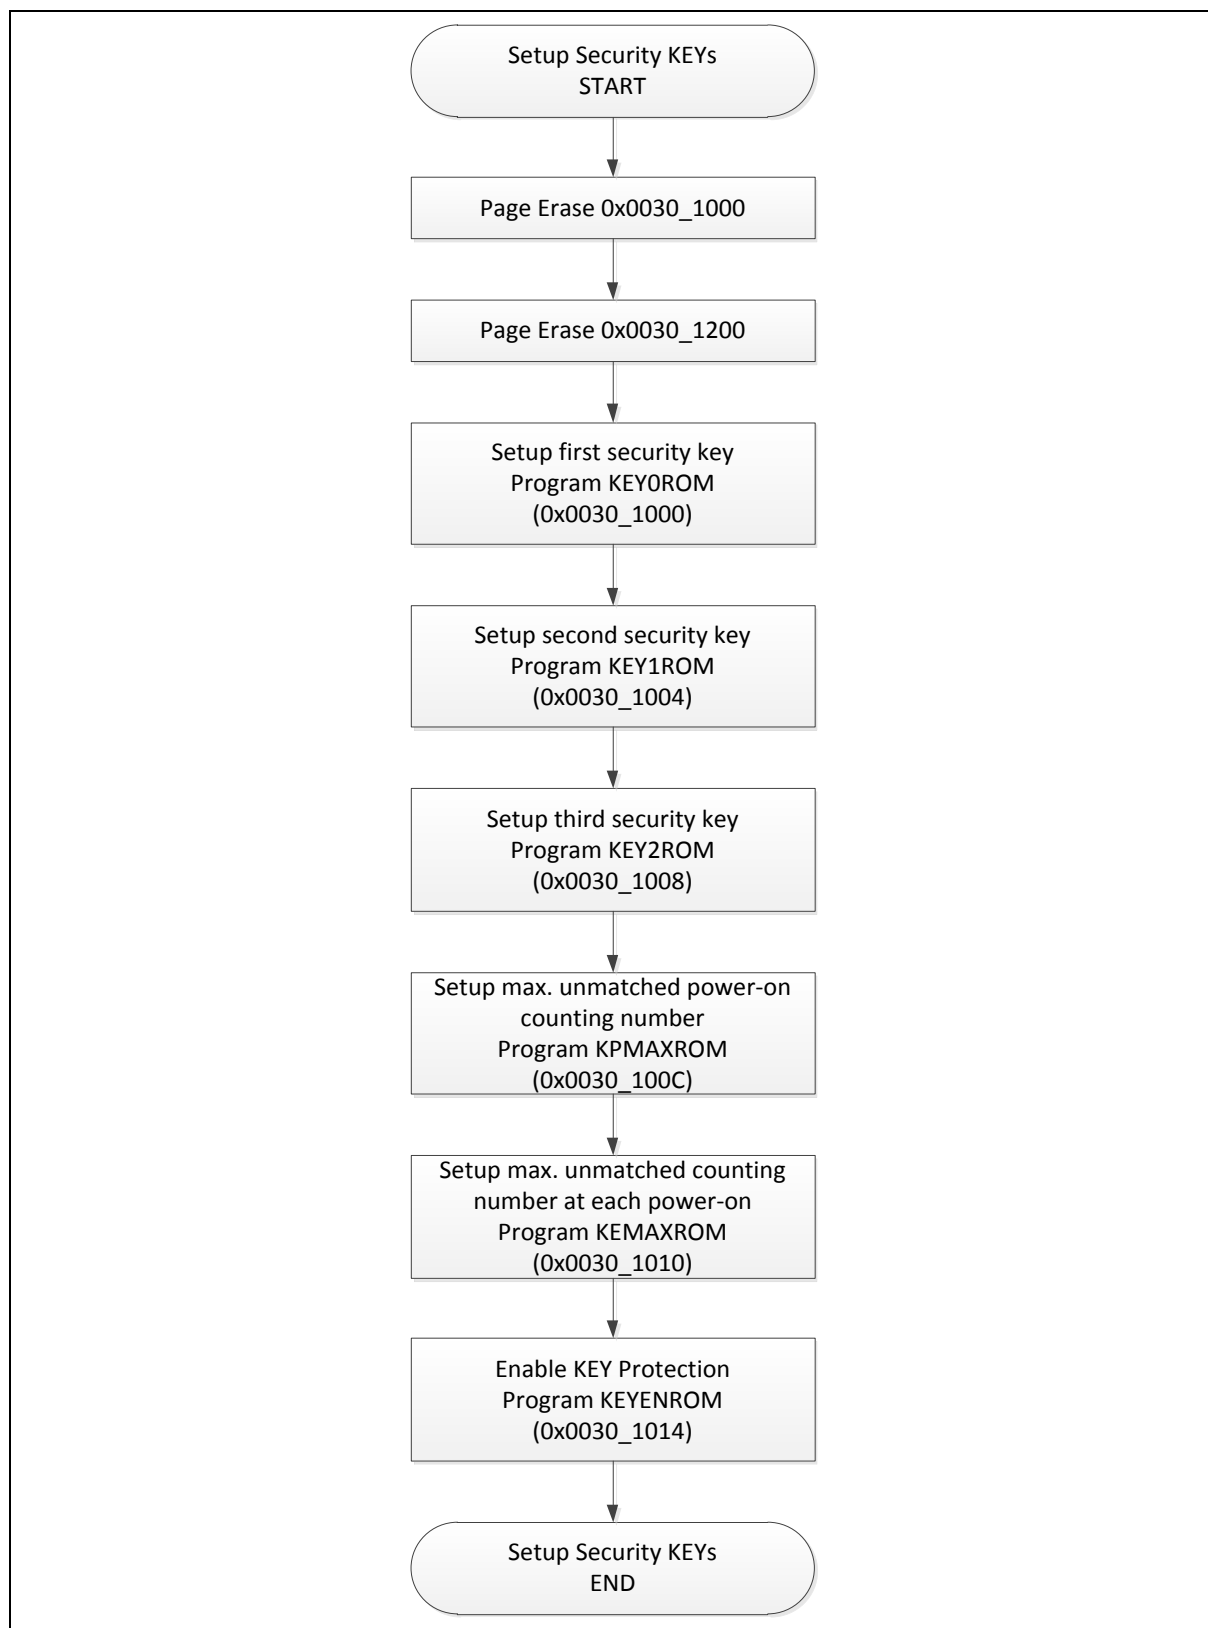 Setup Security KEYs
START
Page Erase 0x0030_1000
Page Erase 0x0030_1200
Setup first security key
Program KEY0ROM
(0x0030_1000)
Setup second security key
Program KEY1ROM
(0x0030_1004)
Setup third security key
Program KEY2ROM
(0x0030_1008)
Setup max. unmatched power-on
counting number
Program KPMAXROM
(0x0030_100C)
Setup max. unmatched counting
number at each power-on
Program KEMAXROM
(0x0030_1010)
Enable KEY Protection
Program KEYENROM
(0x0030_1014)
Setup Security KEYs
END